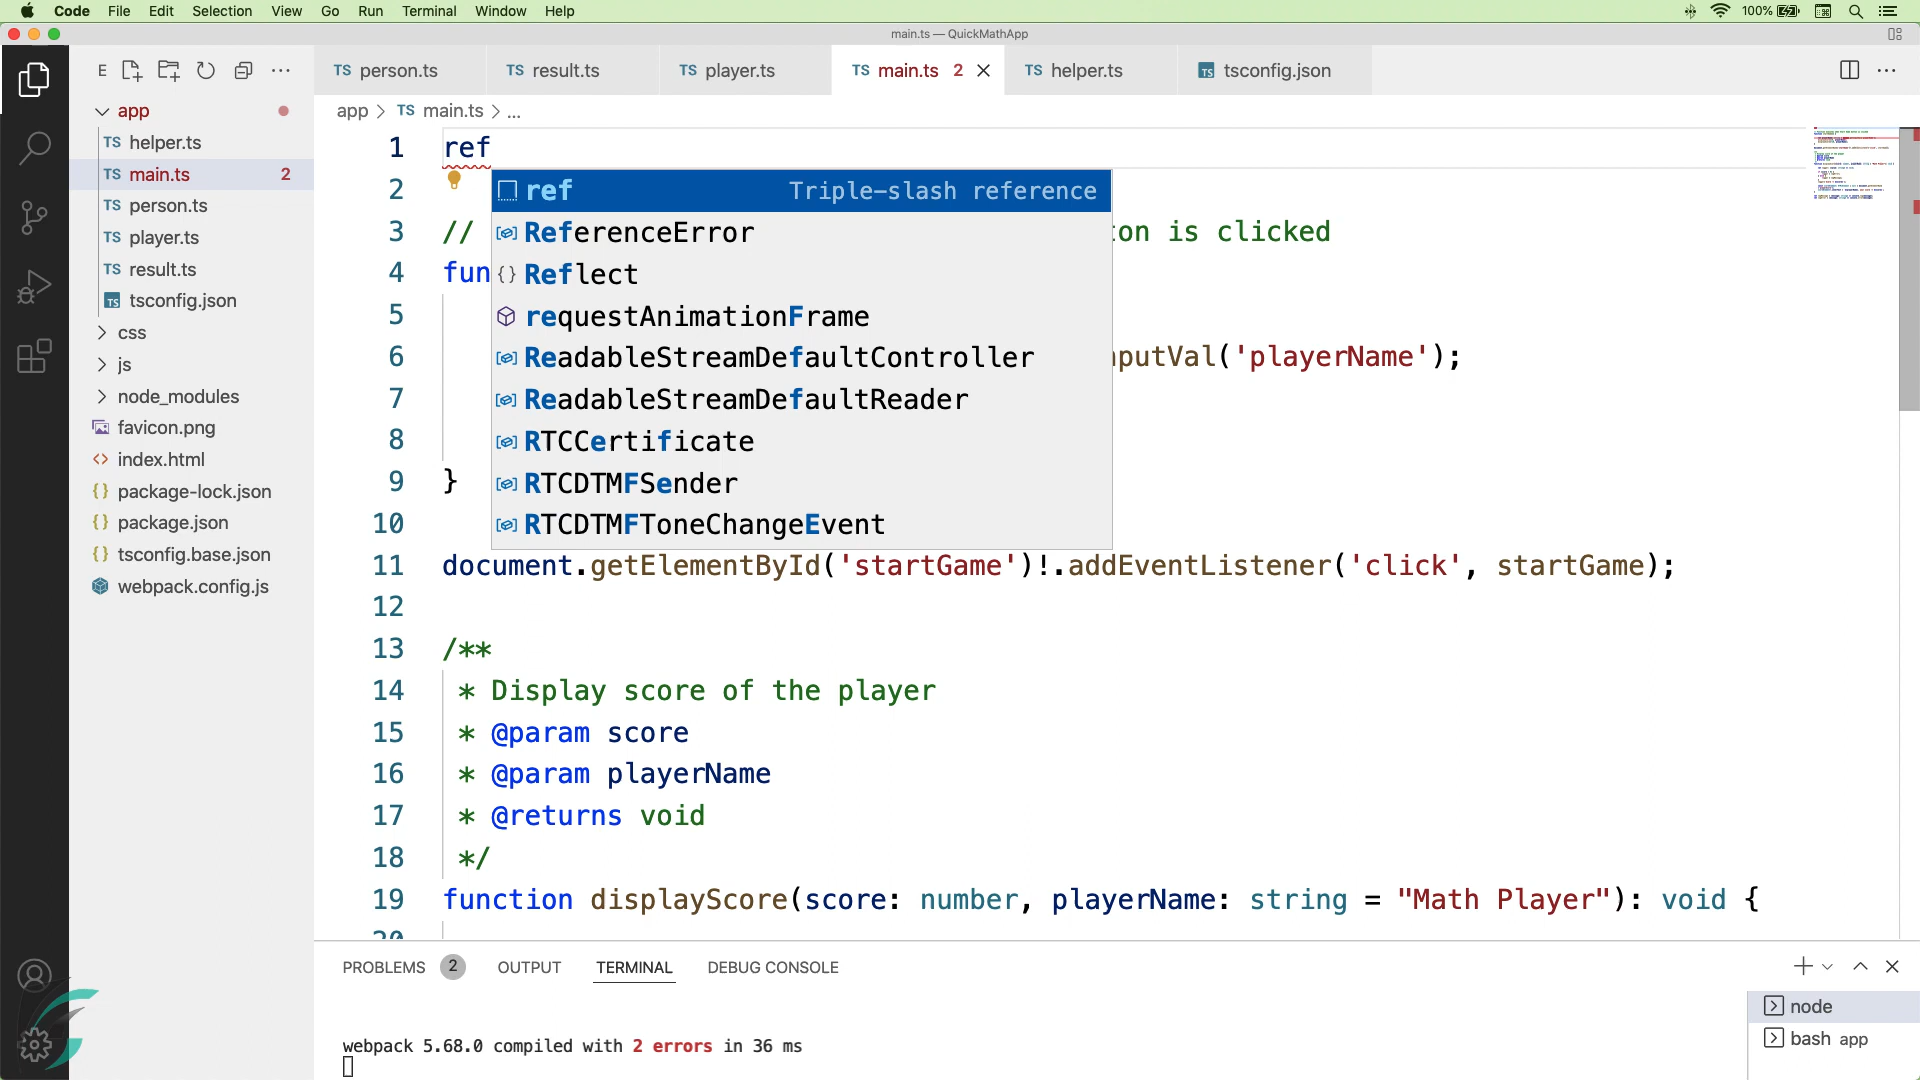 Code File Edit Selection View Go Run Terminal Window Help 100%
main.ts — QuickMathApp
E
TS person.ts TS result.ts TS player.ts TS main.ts 2 TS helper.ts TS tsconfig.json
app
app > TS main.ts > ...
TS helper.ts
TS main.ts 2
TS person.ts
TS player.ts
TS result.ts
TS tsconfig.json
css
js
node_modules
favicon.png
index.html
package-lock.json
package.json
tsconfig.base.json
webpack.config.js
1 ref
2
ref Triple-slash reference
ReferenceError
Reflect
requestAnimationFrame
ReadableStreamDefaultController
ReadableStreamDefaultReader
RTCCertificate
RTCDTMFSender
RTCDTMFToneChangeEvent
3 // ton is clicked
4 fun
5
6 nputVal('playerName');
7
8
9 }
10
11 document.getElementById('startGame')!.addEventListener('click', startGame);
12
13 /**
14 * Display score of the player
15 * @param score
16 * @param playerName
17 * @returns void
18 */
19 function displayScore(score: number, playerName: string = "Math Player"): void {
20
PROBLEMS 2 OUTPUT TERMINAL DEBUG CONSOLE
webpack 5.68.0 compiled with 2 errors in 36 ms
node
bash app